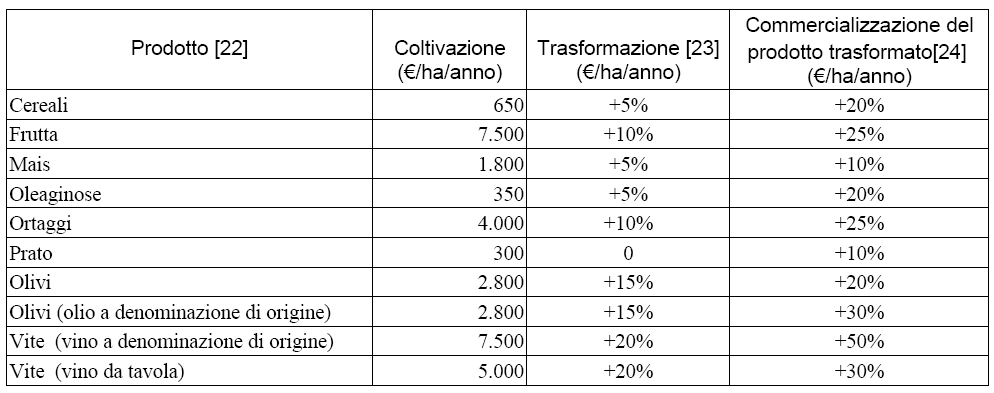 Prodotto [22] Coltivazione (€/ha/anno) Trasformazione [23] (€/ha/anno) Commercializzazione del prodotto trasformato[24] (€/ha/anno)
Cereali 650 +5% +20%
Frutta 7.500 +10% +25%
Mais 1.800 +5% +10%
Oleaginose 350 +5% +20%
Ortaggi 4.000 +10% +25%
Prato 300 0 +10%
Olivi 2.800 +15% +20%
Olivi (olio a denominazione di origine) 2.800 +15% +30%
Vite (vino a denominazione di origine) 7.500 +20% +50%
Vite (vino da tavola) 5.000 +20% +30%